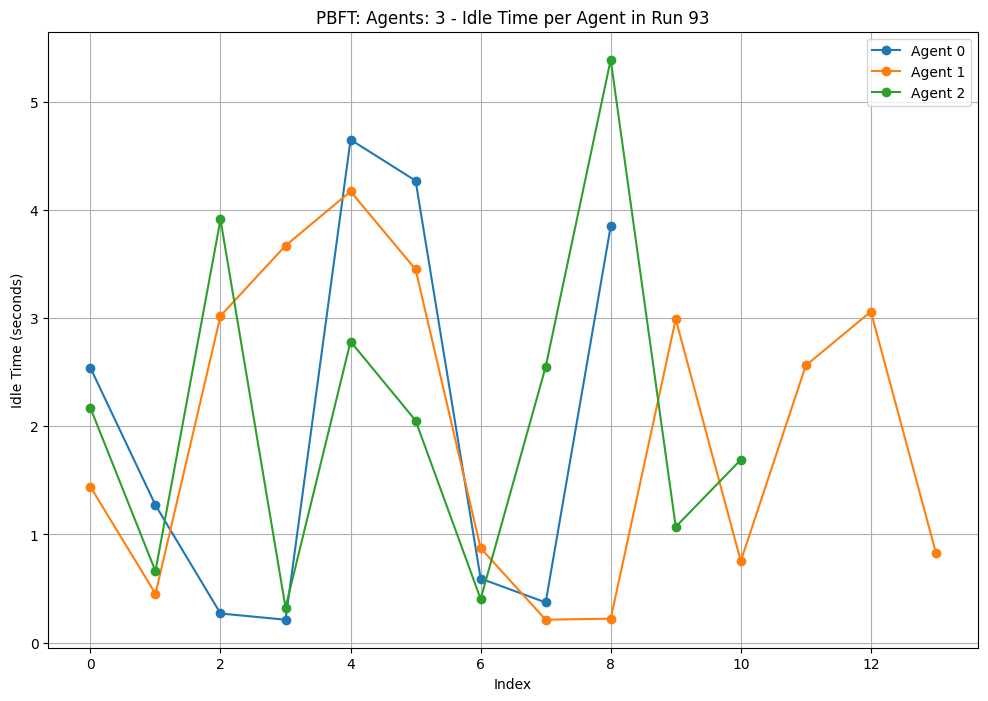 PBFT: Agents: 3 - Idle Time per Agent in Run 93
Agent 0
Agent 1
Agent 2
Idle Time (seconds)
5
4
3
2
1
0
0 2 4 6 8 10 12
Index